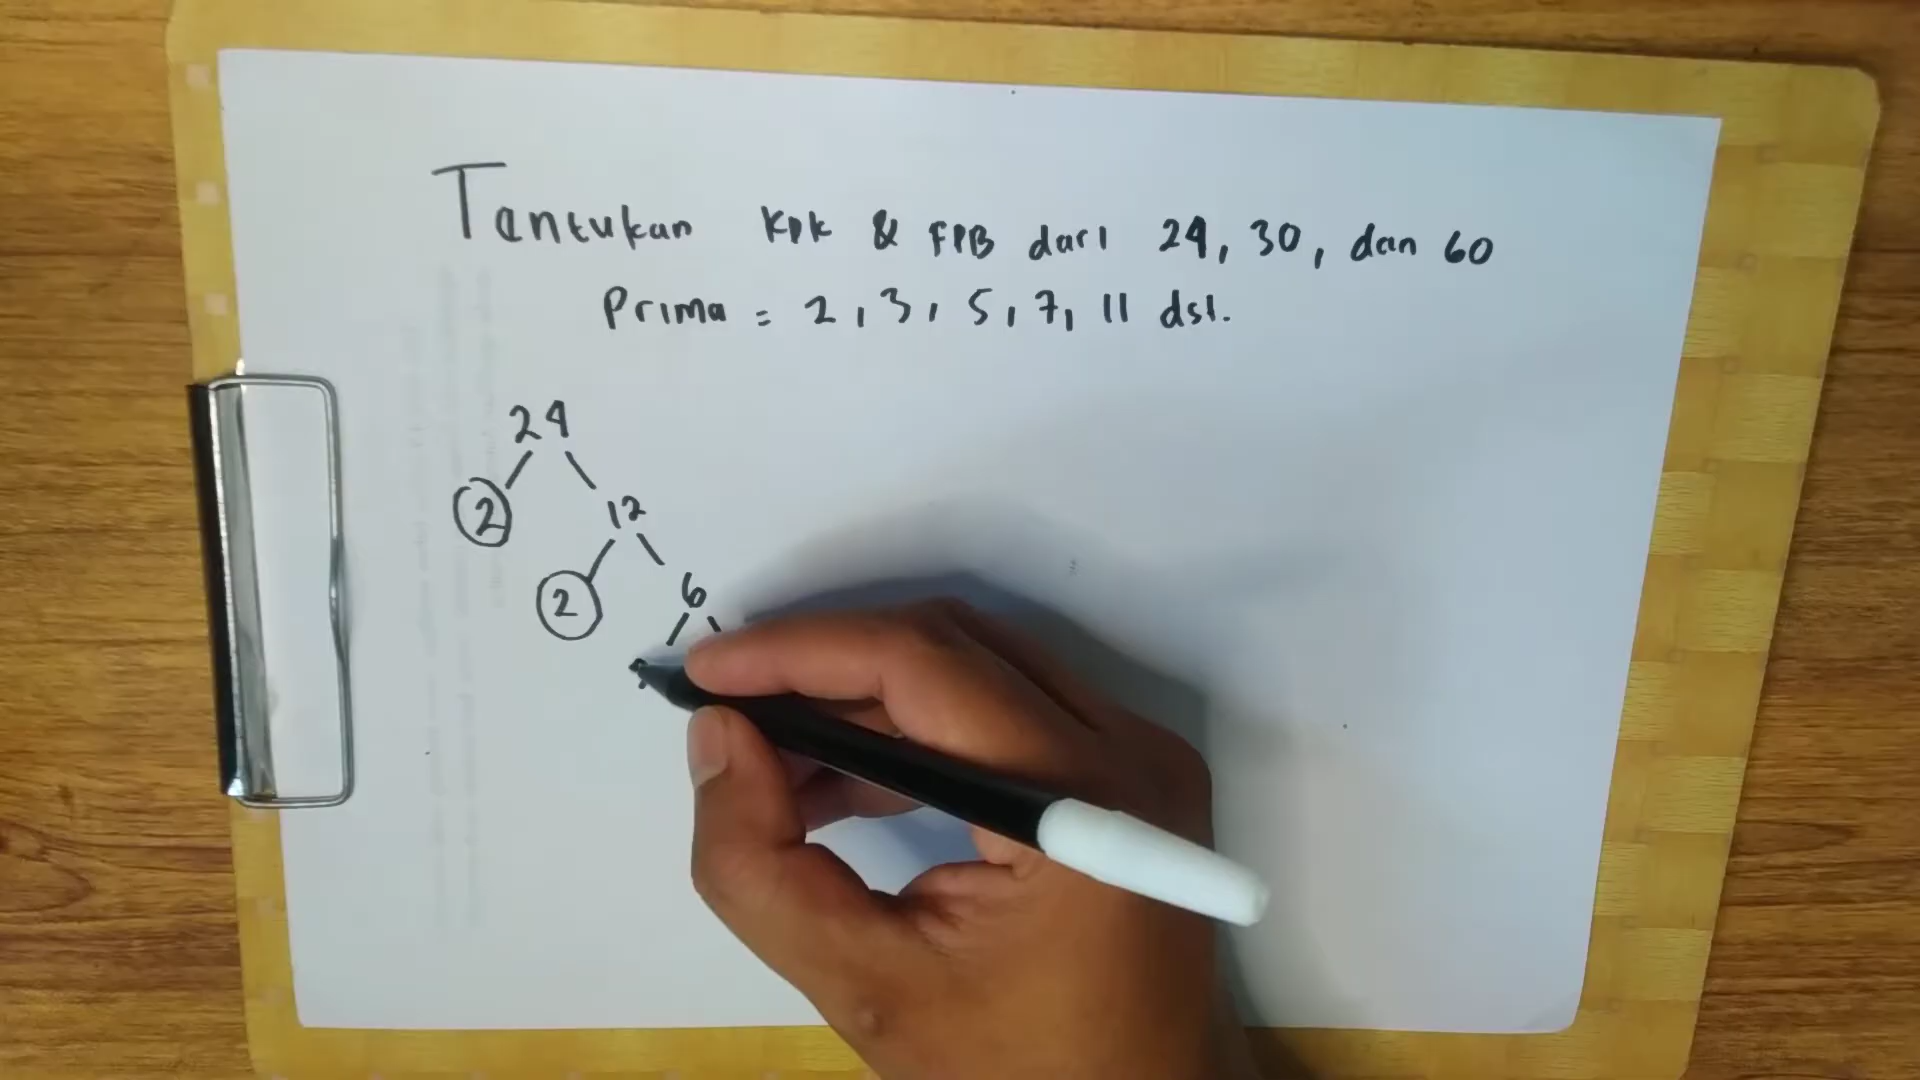 Tentukan KPK & FPB dari 24, 30, dan 60
Prima = 2, 3, 5, 7, 11 dst.
24
2 12
2 6